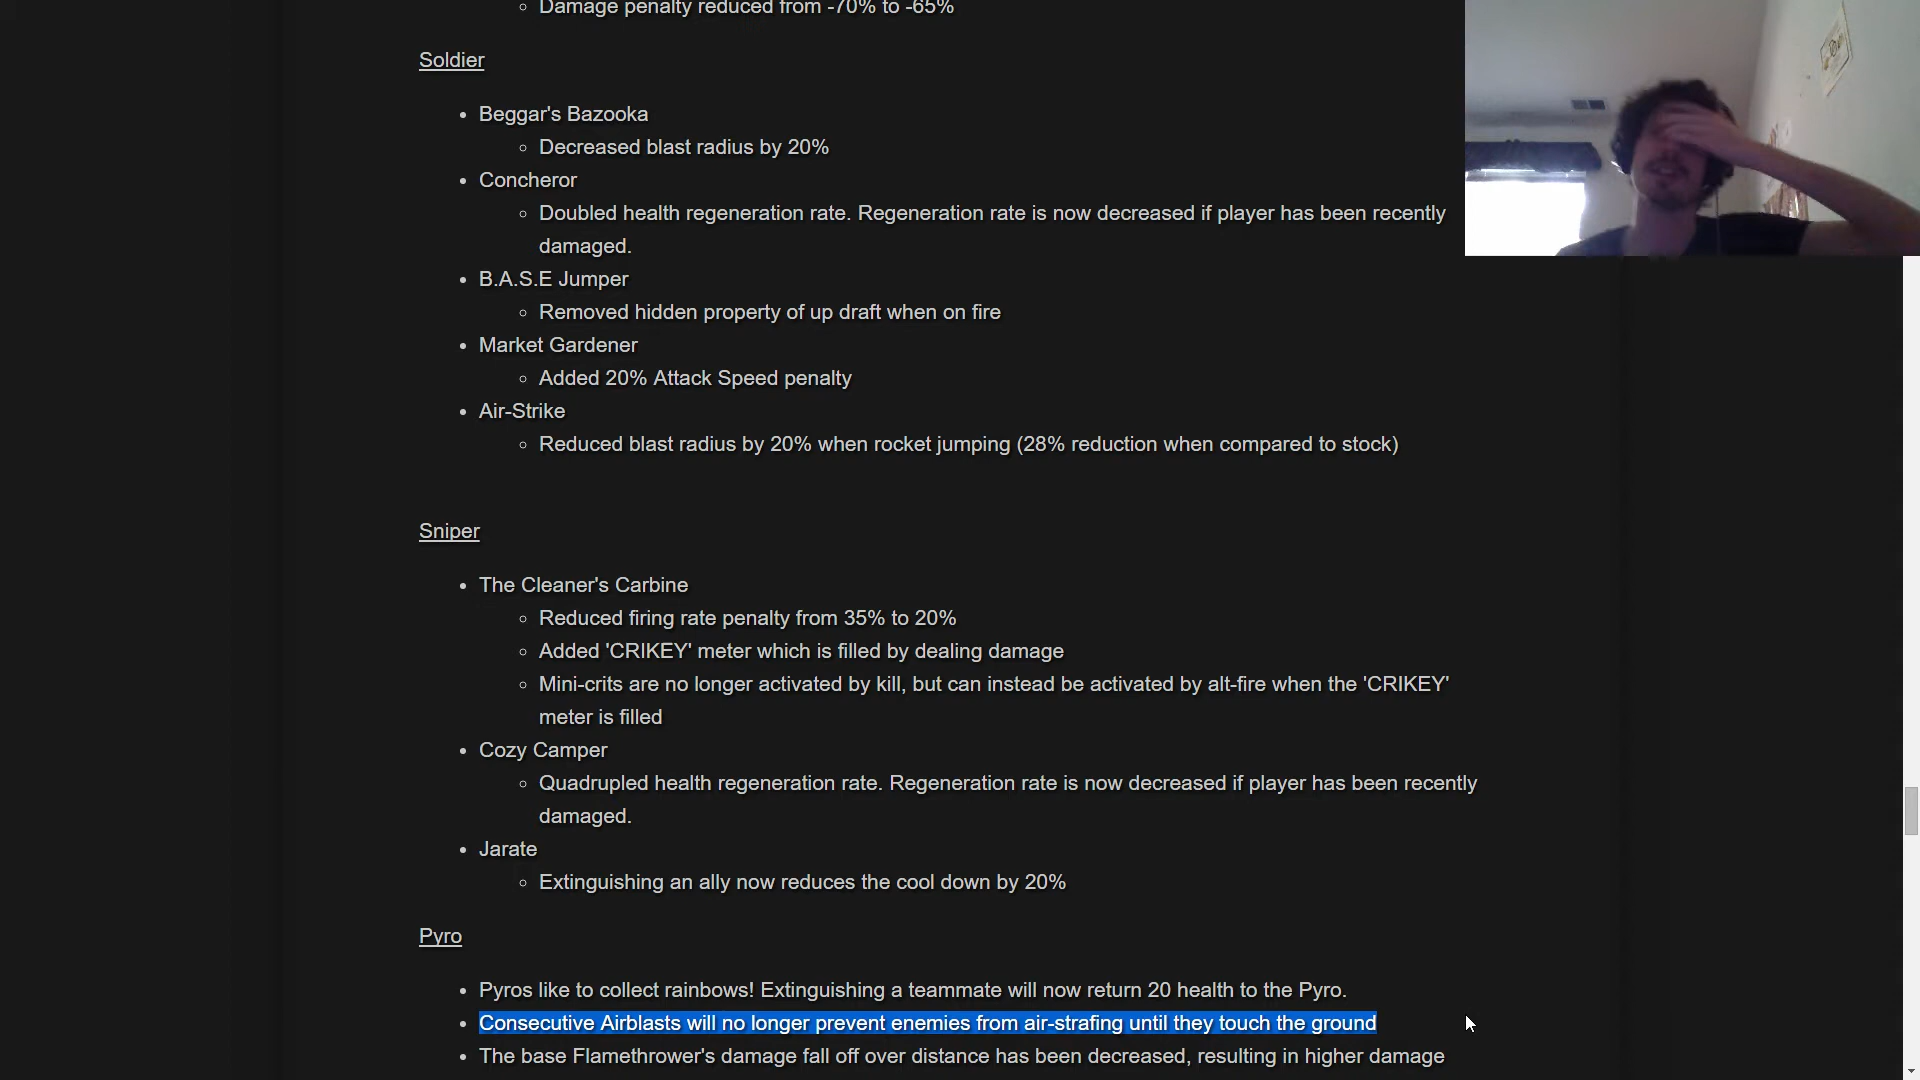 Damage penalty reduced from -70% to -65%
Soldier
Beggar's Bazooka
Decreased blast radius by 20%
Concheror
Doubled health regeneration rate. Regeneration rate is now decreased if player has been recently
damaged.
B.A.S.E Jumper
Removed hidden property of up draft when on fire
Market Gardener
Added 20% Attack Speed penalty
Air-Strike
Reduced blast radius by 20% when rocket jumping (28% reduction when compared to stock)
Sniper
The Cleaner's Carbine
Reduced firing rate penalty from 35% to 20%
Added 'CRIKEY' meter which is filled by dealing damage
Mini-crits are no longer activated by kill, but can instead be activated by alt-fire when the 'CRIKEY'
meter is filled
Cozy Camper
Quadrupled health regeneration rate. Regeneration rate is now decreased if player has been recently
damaged.
Jarate
Extinguishing an ally now reduces the cool down by 20%
Pyro
Pyros like to collect rainbows! Extinguishing a teammate will now return 20 health to the Pyro.
Consecutive Airblasts will no longer prevent enemies from air-strafing until they touch the ground
The base Flamethrower's damage fall off over distance has been decreased, resulting in higher damage